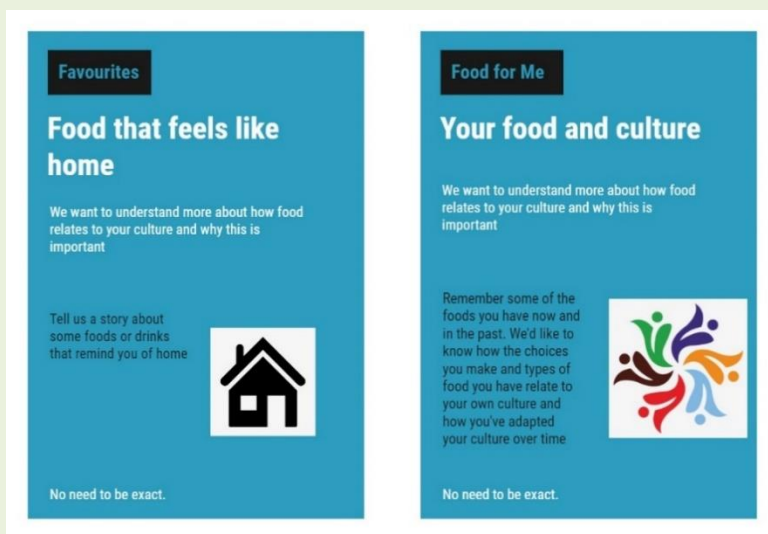 Favourites
Food that feels like
home
We want to understand more about how food
relates to your culture and why this is
important
Tell us a story about
some foods or drinks
that remind you of home
No need to be exact.
Food for Me
Your food and culture
We want to understand more about how food
relates to your culture and why this is
important
Remember some of the
foods you have now and
in the past. We'd like to
know how the choices
you make and types of
food you have relate to
your own culture and
how you've adapted
your culture over time
No need to be exact.